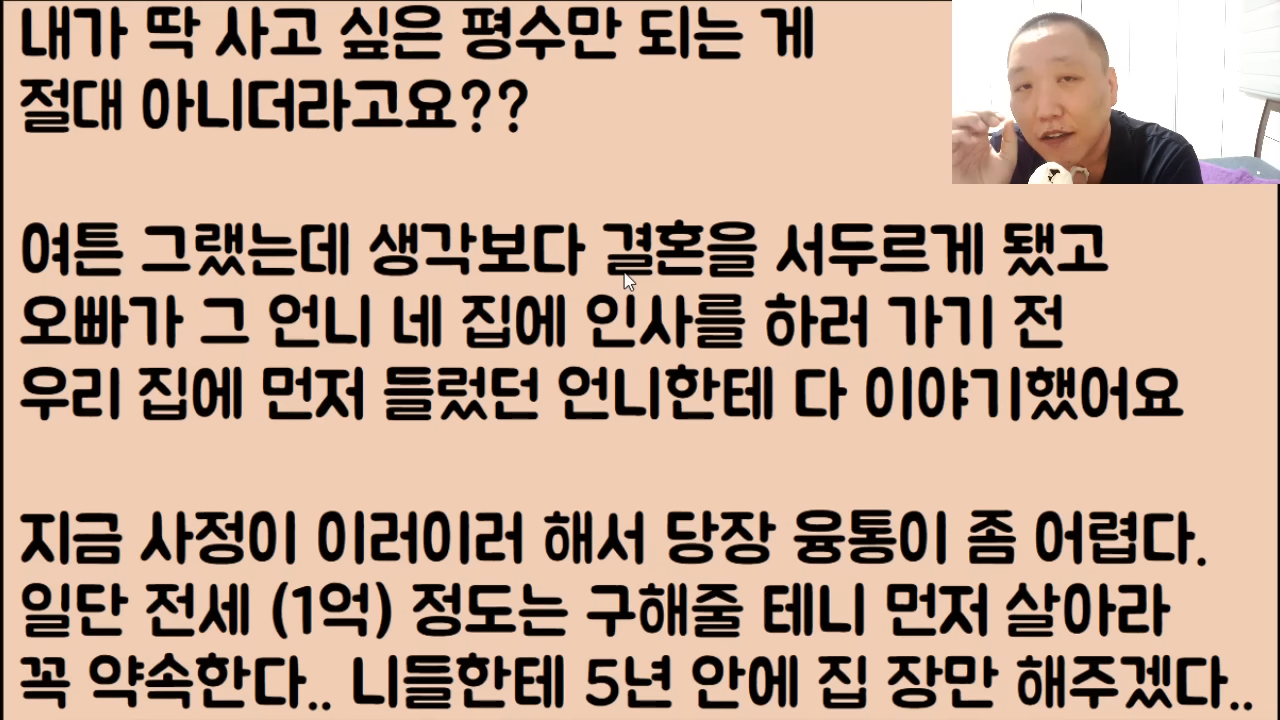 내가 딱 사고 싶은 평수만 되는 게
절대 아니더라고요??
여튼 그랬는데 생각보다 결혼을 서두르게 됐고
오빠가 그 언니 네 집에 인사를 하러 가기 전
우리 집에 먼저 들렀던 언니한테 다 이야기했어요
지금 사정이 이러이러 해서 당장 융통이 좀 어렵다.
일단 전세 (1억) 정도는 구해줄 테니 먼저 살아라
꼭 약속한다.. 니들한테 5년 안에 집 장만 해주겠다..